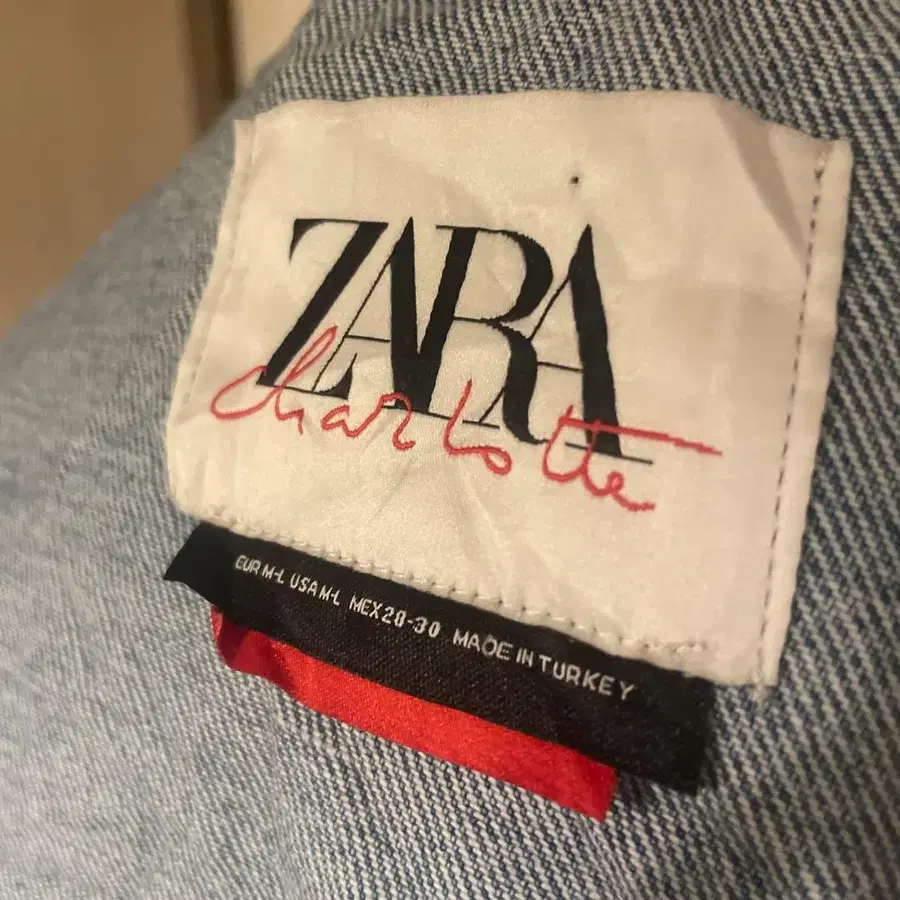 ZARA
Charlotte
EUR M-L USA M-L MEX 28-30 MADE IN TURKEY